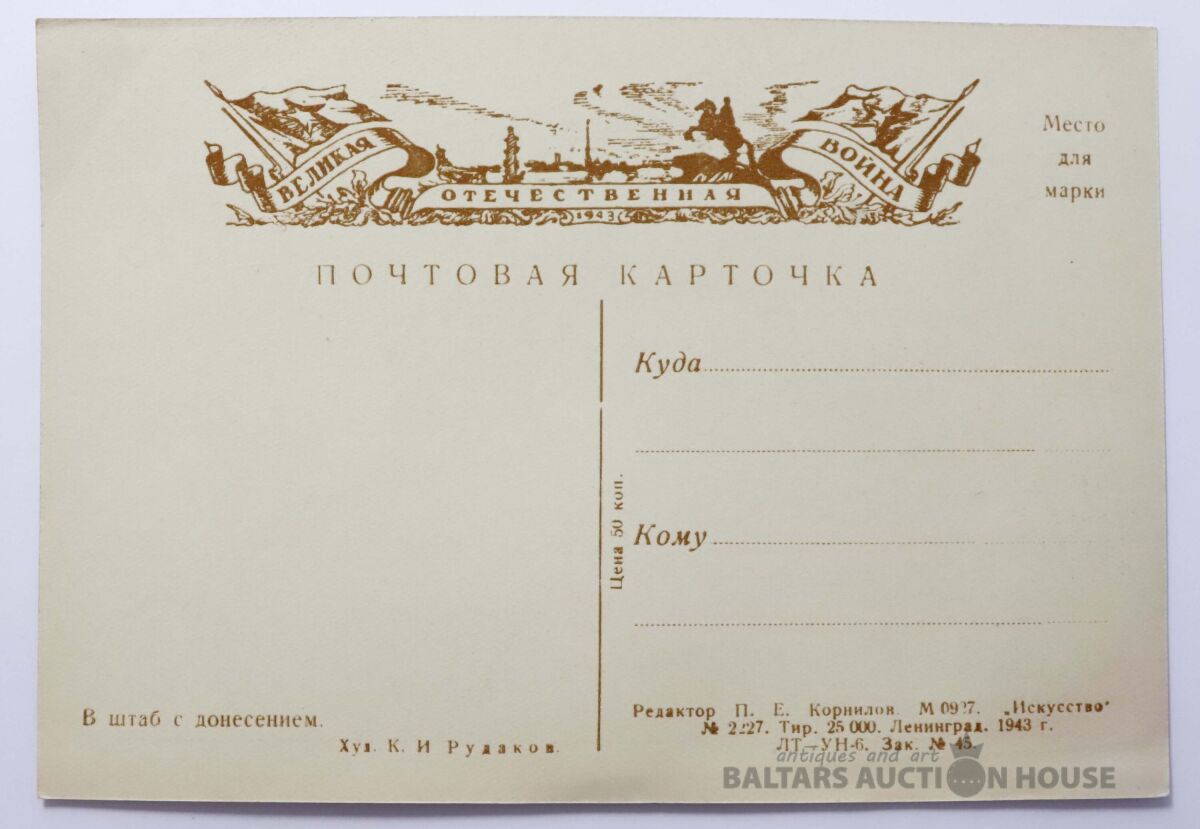 ВЕЛИКАЯ
ОТЕЧЕСТВЕННАЯ
ВОЙНА
1943
Место
для
марки
ПОЧТОВАЯ КАРТОЧКА
Куда
Кому
Цена 50 коп.
В штаб с донесением.
Худ. К. И Рудаков.
Редактор П. Е. Корнилов. М 0927. „Искусство"
№ 2227. Тир. 25 000. Ленинград. 1943 г.
ЛТ—УН-6. Зак. № 45.
antiques and art
BALTARS AUCTION HOUSE